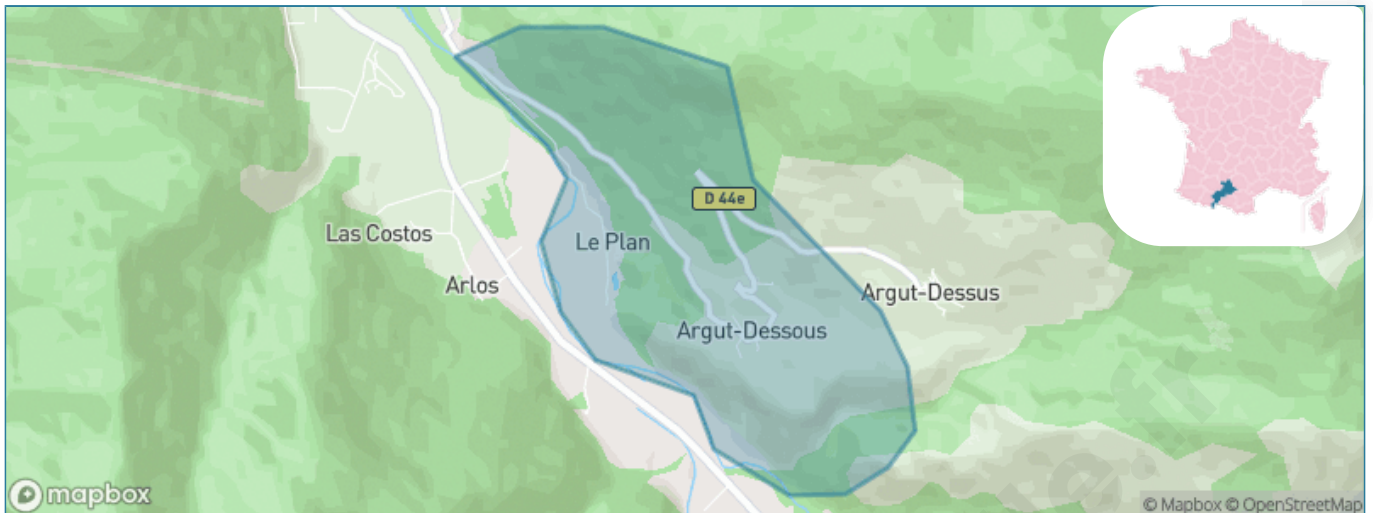 D 44e
Las Costos
Le Plan
Arlos
Argut-Dessus
Argut-Dessous
mapbox
© Mapbox © OpenStreetMap